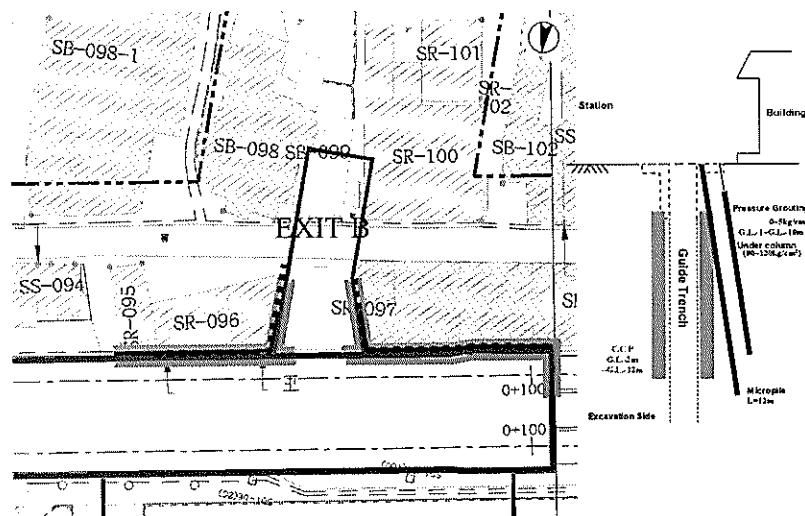 SB-098-1
SR-101
SR-
02
SB-098
SB-099
SR-100
SB-102
SS
EXIT B
SS-094
SR-095
SR-096
SR-097
0+100
0+100
Station
Building
Pressure Grouting
Under column
Guide Trench
C.C.P
G.L.-2m
Micropile
L=12m
Excavation Side